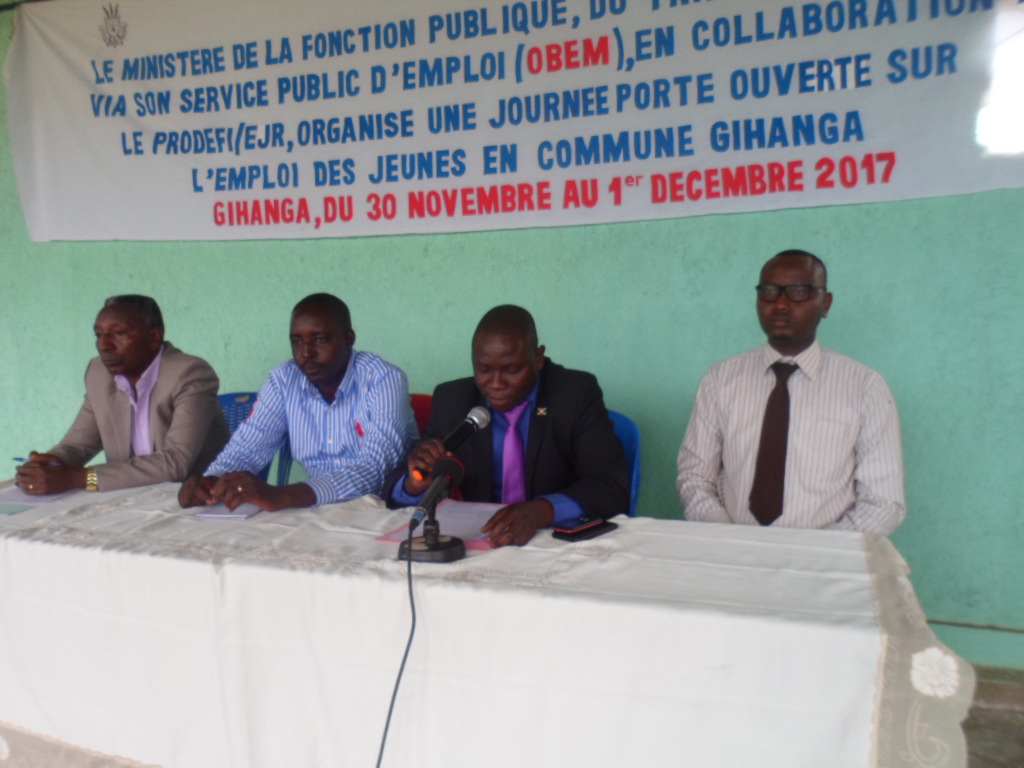 LE MINISTERE DE LA FONCTION PUBLIQUE, DU
VIA SON SERVICE PUBLIC D'EMPLOI (OBEM), EN COLLABORATION
LE PRODEFI/EJR, ORGANISE UNE JOURNEE PORTE OUVERTE SUR
L'EMPLOI DES JEUNES EN COMMUNE GIHANGA
GIHANGA, DU 30 NOVEMBRE AU 1er DECEMBRE 2017